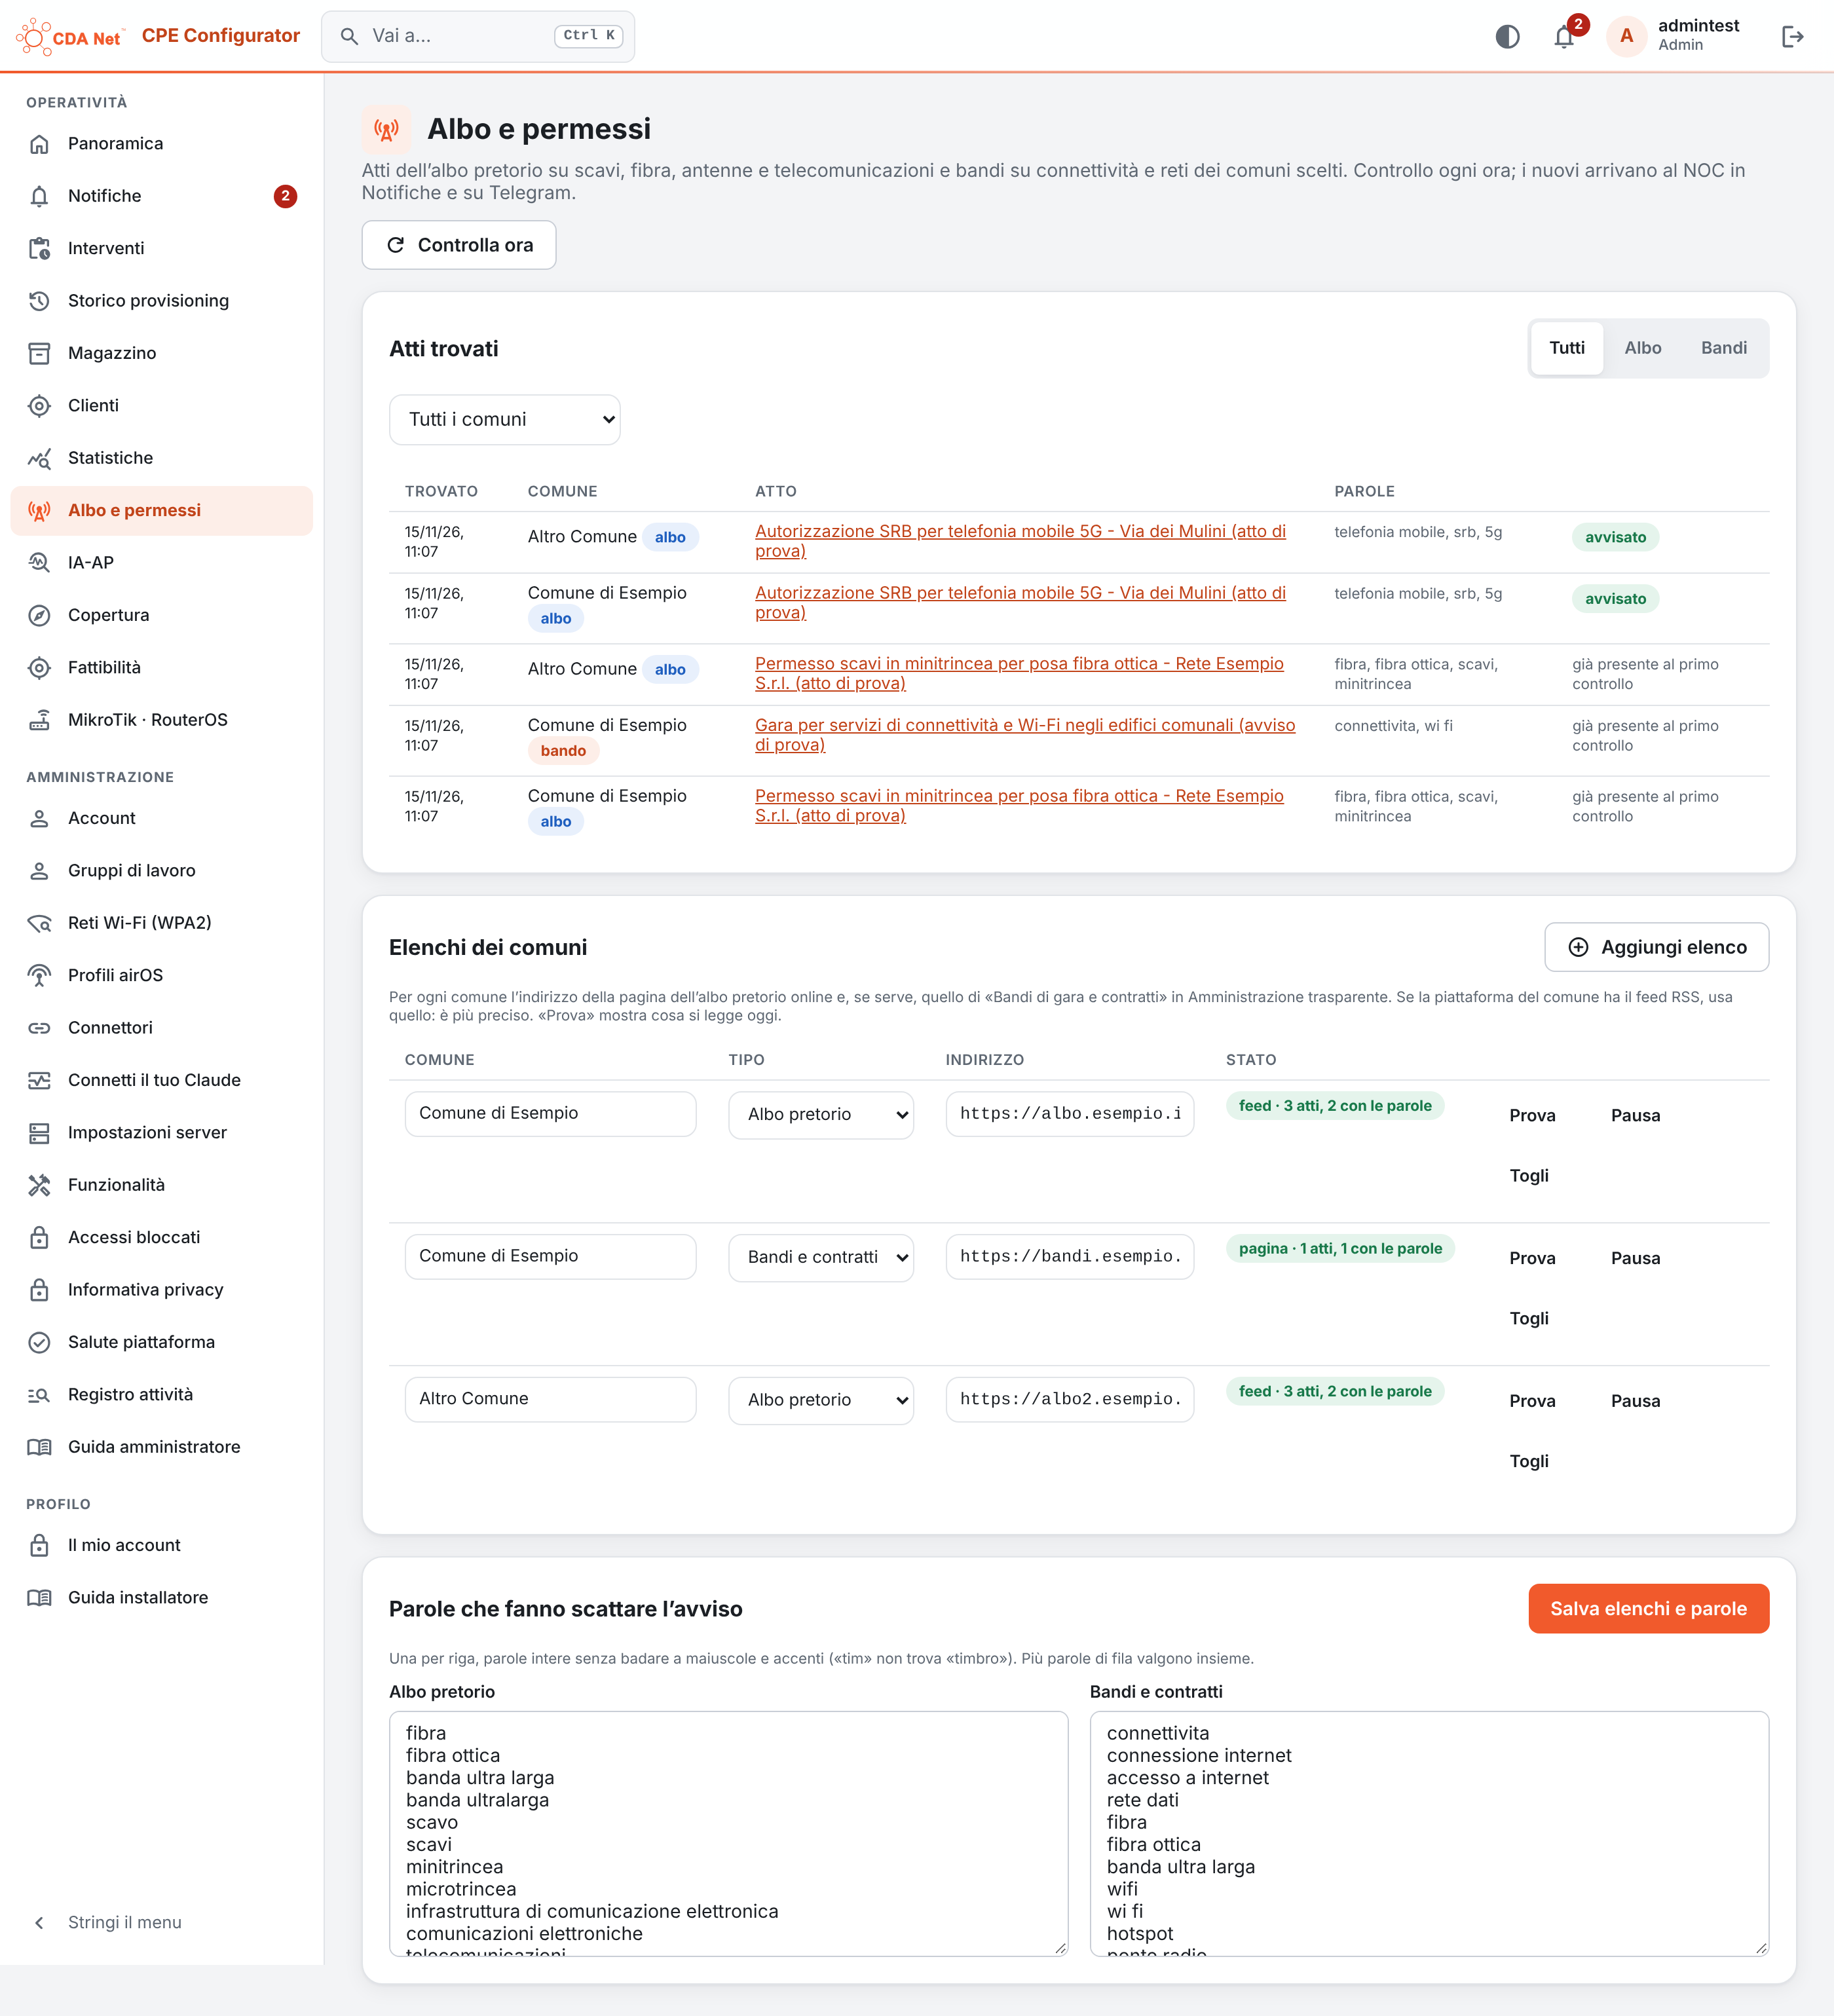 CDA Net
CPE Configurator
Vai a...
Ctrl K
2
A
admintest
Admin
OPERATIVITÀ
Panoramica
Notifiche
2
Interventi
Storico provisioning
Magazzino
Clienti
Statistiche
Albo e permessi
IA-AP
Copertura
Fattibilità
MikroTik · RouterOS
AMMINISTRAZIONE
Account
Gruppi di lavoro
Reti Wi-Fi (WPA2)
Profili airOS
Connettori
Connetti il tuo Claude
Impostazioni server
Funzionalità
Accessi bloccati
Informativa privacy
Salute piattaforma
Registro attività
Guida amministratore
PROFILO
Il mio account
Guida installatore
Stringi il menu
Albo e permessi
Atti dell’albo pretorio su scavi, fibra, antenne e telecomunicazioni e bandi su connettività e reti dei comuni scelti. Controllo ogni ora; i nuovi arrivano al NOC in
Notifiche e su Telegram.
Controlla ora
Atti trovati
Tutti
Albo
Bandi
Tutti i comuni
TROVATO COMUNE ATTO PAROLE
15/11/26, 11:07 Altro Comune albo Autorizzazione SRB per telefonia mobile 5G - Via dei Mulini (atto di prova) telefonia mobile, srb, 5g avvisato
15/11/26, 11:07 Comune di Esempio albo Autorizzazione SRB per telefonia mobile 5G - Via dei Mulini (atto di prova) telefonia mobile, srb, 5g avvisato
15/11/26, 11:07 Altro Comune albo Permesso scavi in minitrincea per posa fibra ottica - Rete Esempio S.r.l. (atto di prova) fibra, fibra ottica, scavi, minitrincea già presente al primo controllo
15/11/26, 11:07 Comune di Esempio bando Gara per servizi di connettività e Wi-Fi negli edifici comunali (avviso di prova) connettivita, wi fi già presente al primo controllo
15/11/26, 11:07 Comune di Esempio albo Permesso scavi in minitrincea per posa fibra ottica - Rete Esempio S.r.l. (atto di prova) fibra, fibra ottica, scavi, minitrincea già presente al primo controllo
Elenchi dei comuni
Aggiungi elenco
Per ogni comune l’indirizzo della pagina dell’albo pretorio online e, se serve, quello di «Bandi di gara e contratti» in Amministrazione trasparente. Se la piattaforma del comune ha il feed RSS, usa
quello: è più preciso. «Prova» mostra cosa si legge oggi.
COMUNE TIPO INDIRIZZO STATO
Comune di Esempio Albo pretorio https://albo.esempio.i feed · 3 atti, 2 con le parole Prova Pausa
Togli
Comune di Esempio Bandi e contratti https://bandi.esempio. pagina · 1 atti, 1 con le parole Prova Pausa
Togli
Altro Comune Albo pretorio https://albo2.esempio. feed · 3 atti, 2 con le parole Prova Pausa
Togli
Parole che fanno scattare l’avviso
Salva elenchi e parole
Una per riga, parole intere senza badare a maiuscole e accenti («tim» non trova «timbro»). Più parole di fila valgono insieme.
Albo pretorio
fibra
fibra ottica
banda ultra larga
banda ultralarga
scavo
scavi
minitrincea
microtrincea
infrastruttura di comunicazione elettronica
comunicazioni elettroniche
telecomunicazioni
Bandi e contratti
connettivita
connessione internet
accesso a internet
rete dati
fibra
fibra ottica
banda ultra larga
wifi
wi fi
hotspot
ponte radio